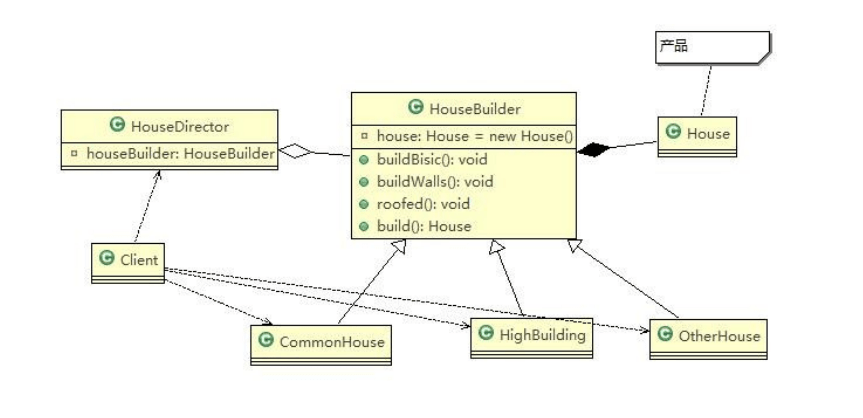 产品
HouseDirector
houseBuilder: HouseBuilder
HouseBuilder
house: House = new House()
buildBisic(): void
buildWalls(): void
roofed(): void
build(): House
House
Client
CommonHouse
HighBuilding
OtherHouse